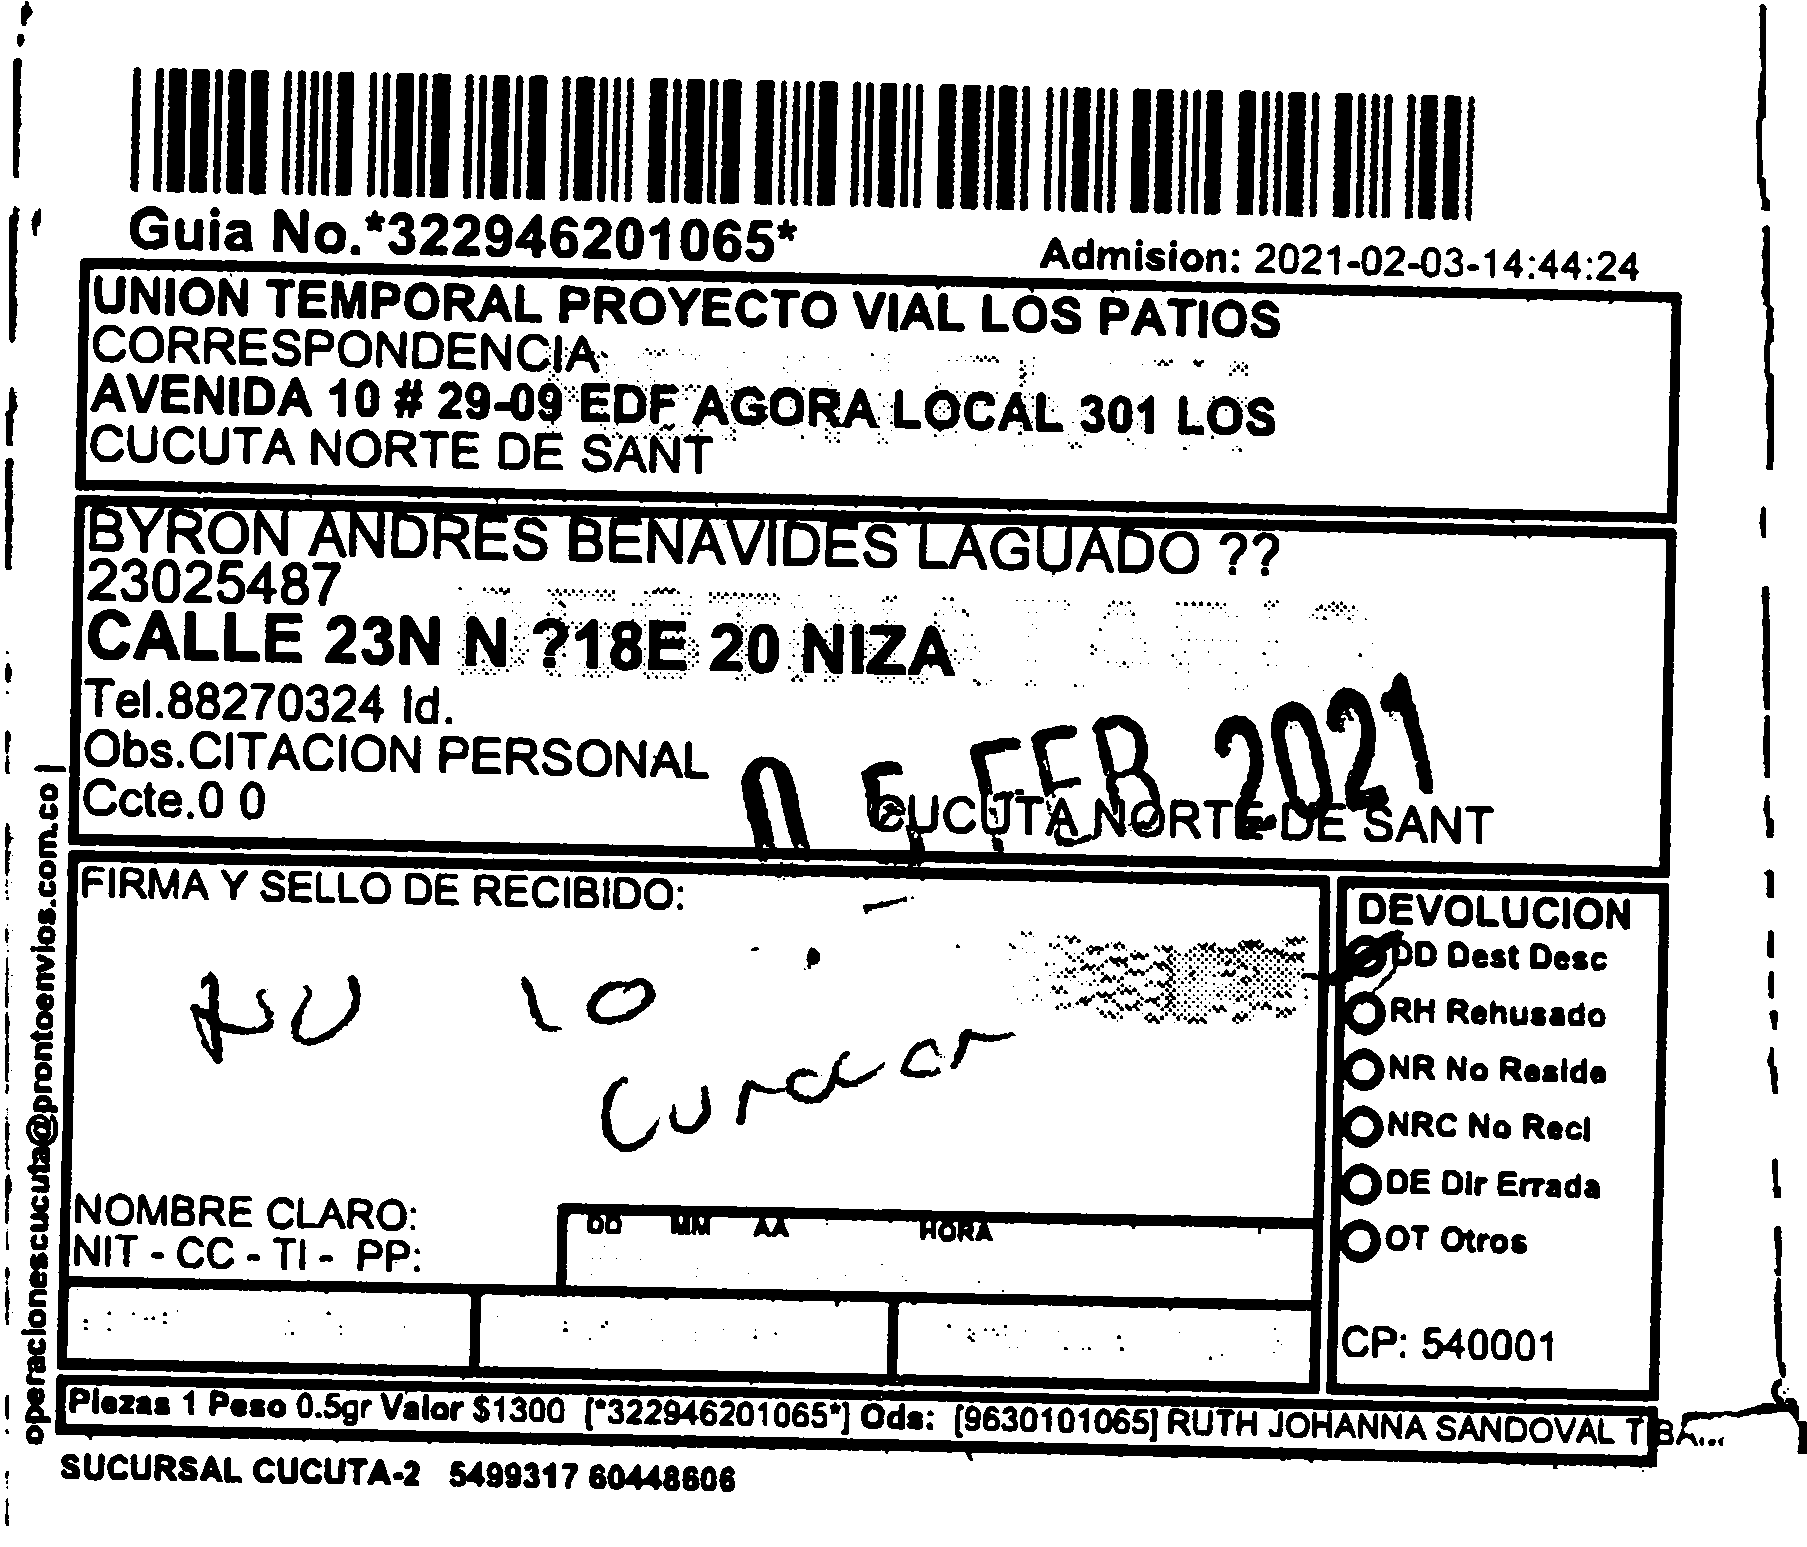 Guia No.*322946201065*
Admision: 2021-02-03-14:44:24
UNION TEMPORAL PROYECTO VIAL LOS PATIOS
CORRESPONDENCIA
AVENIDA 10 # 29-09 EDF AGORA LOCAL 301 LOS
CUCUTA NORTE DE SANT
BYRON ANDRES BENAVIDES LAGUADO ??
23025487
CALLE 23N N ?18E 20 NIZA
Tel.88270324 Id.
Obs.CITACION PERSONAL
Ccte.0 0
FEB 2021
CUCUTA NORTE DE SANT
FIRMA Y SELLO DE RECIBIDO:
NO lo
NOMBRE CLARO:
NIT - CC - TI - PP:
DD MM AA HORA
DEVOLUCION
DD Dest Desc
RH Rehusado
NR No Reside
NRC No Reci
DE Dir Errada
OT Otros
CP: 540001
Piezas 1 Peso 0.5gr Valor $1300 [*322946201065*] Ods: [9630101065] RUTH JOHANNA SANDOVAL T
SUCURSAL CUCUTA-2 5499317 60448606
operacionescucuta@prontoenvios.com.co |